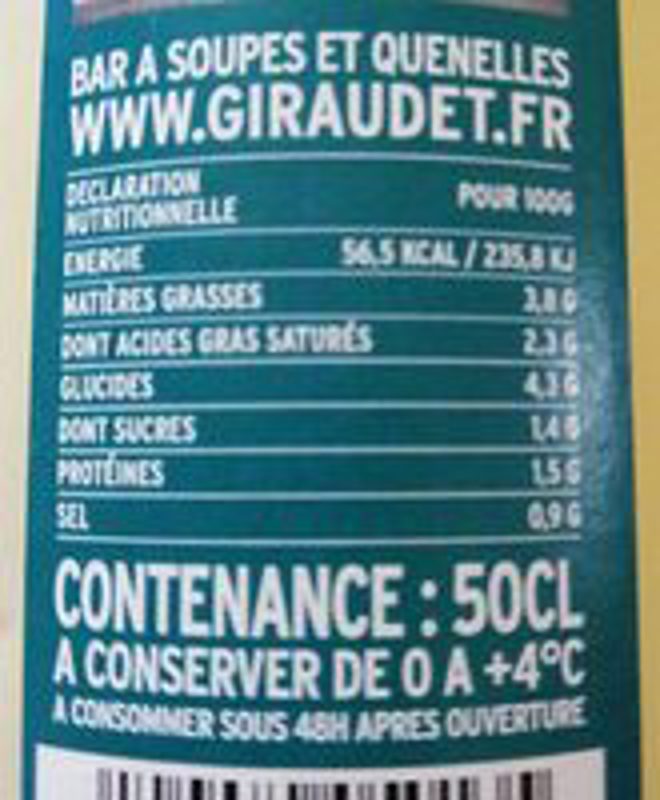 BAR A SOUPES ET QUENELLES
WWW.GIRAUDET.FR
DECLARATION
NUTRITIONNELLE POUR 100G
ENERGIE 56,5 KCAL / 235,8 KJ
MATIÈRES GRASSES 3,8 G
DONT ACIDES GRAS SATURÉS 2,3 G
GLUCIDES 4,3 G
DONT SUCRES 1,4 G
PROTÉINES 1,5 G
SEL 0,9 G
CONTENANCE : 50CL
A CONSERVER DE 0 A +4°C
A CONSOMMER SOUS 48H APRES OUVERTURE